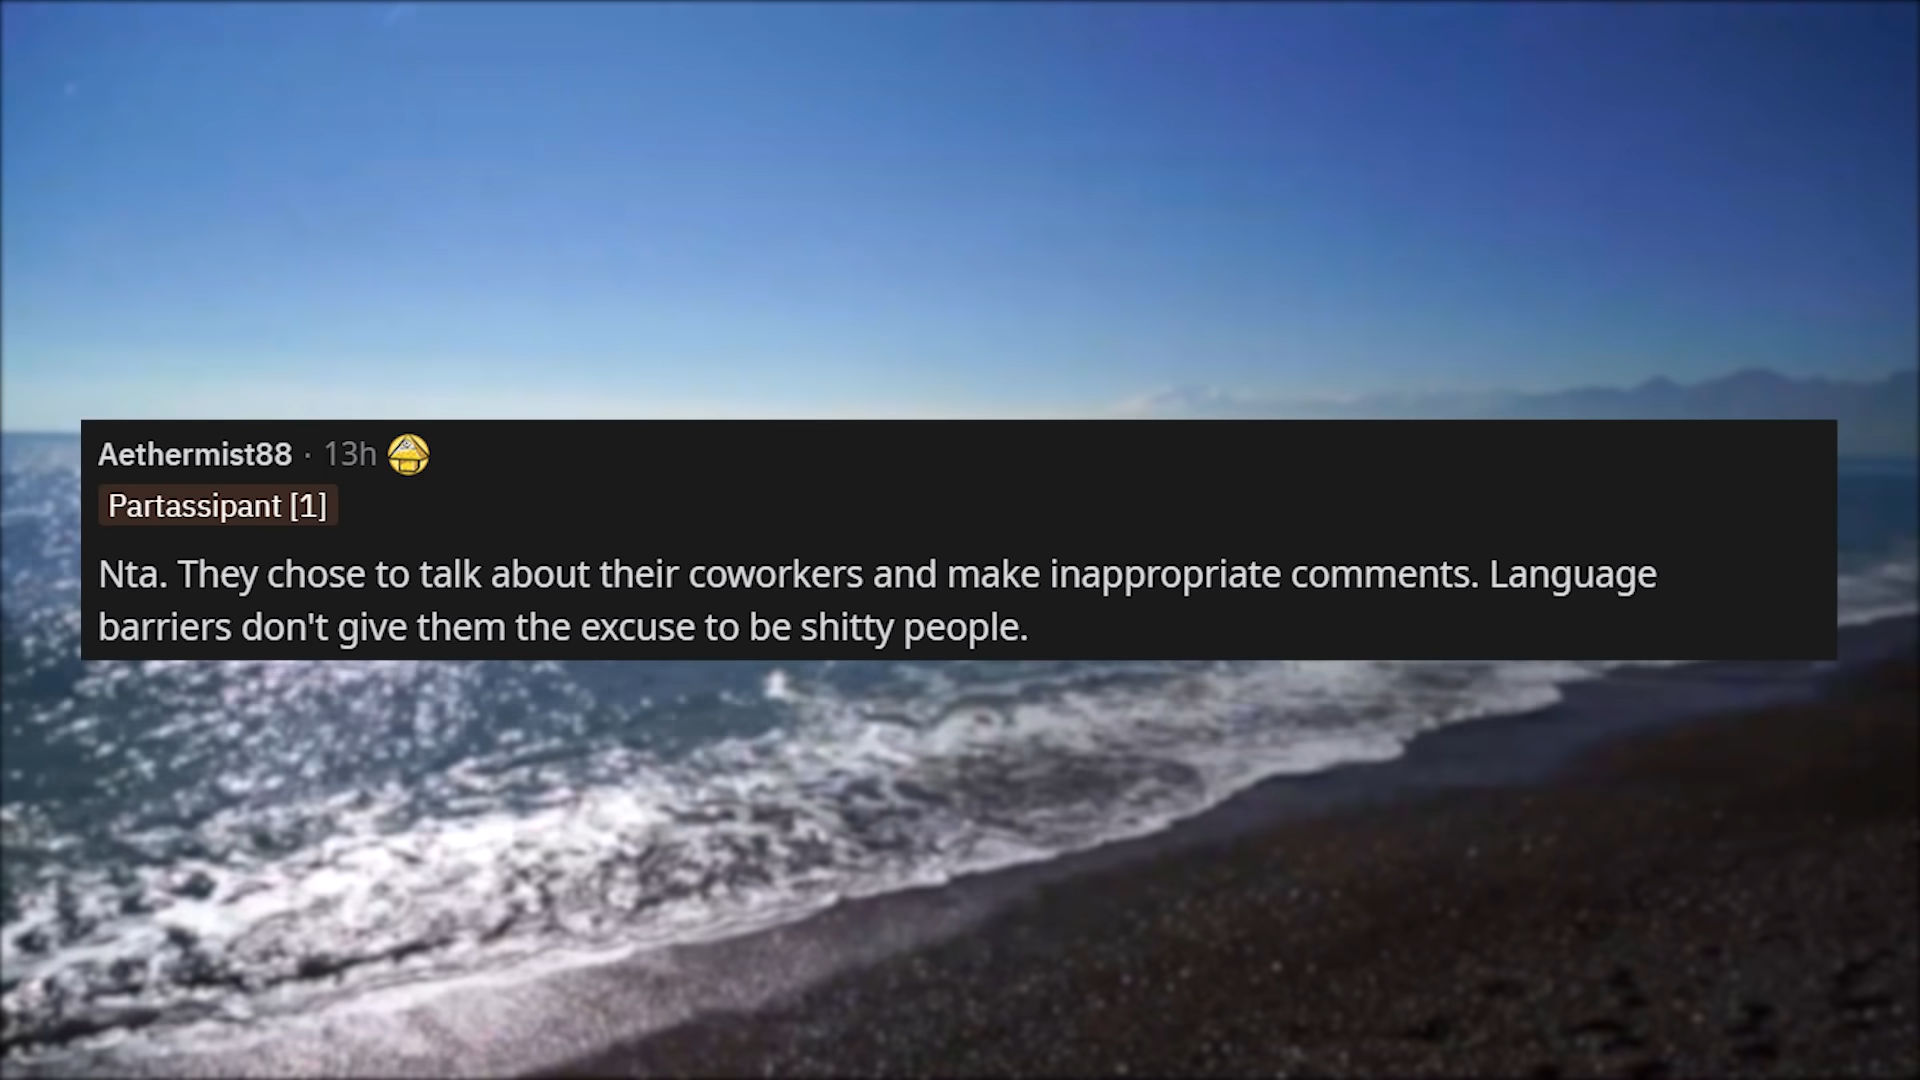 Aethermist88 · 13h
Partassipant [1]
Nta. They chose to talk about their coworkers and make inappropriate comments. Language
barriers don't give them the excuse to be shitty people.